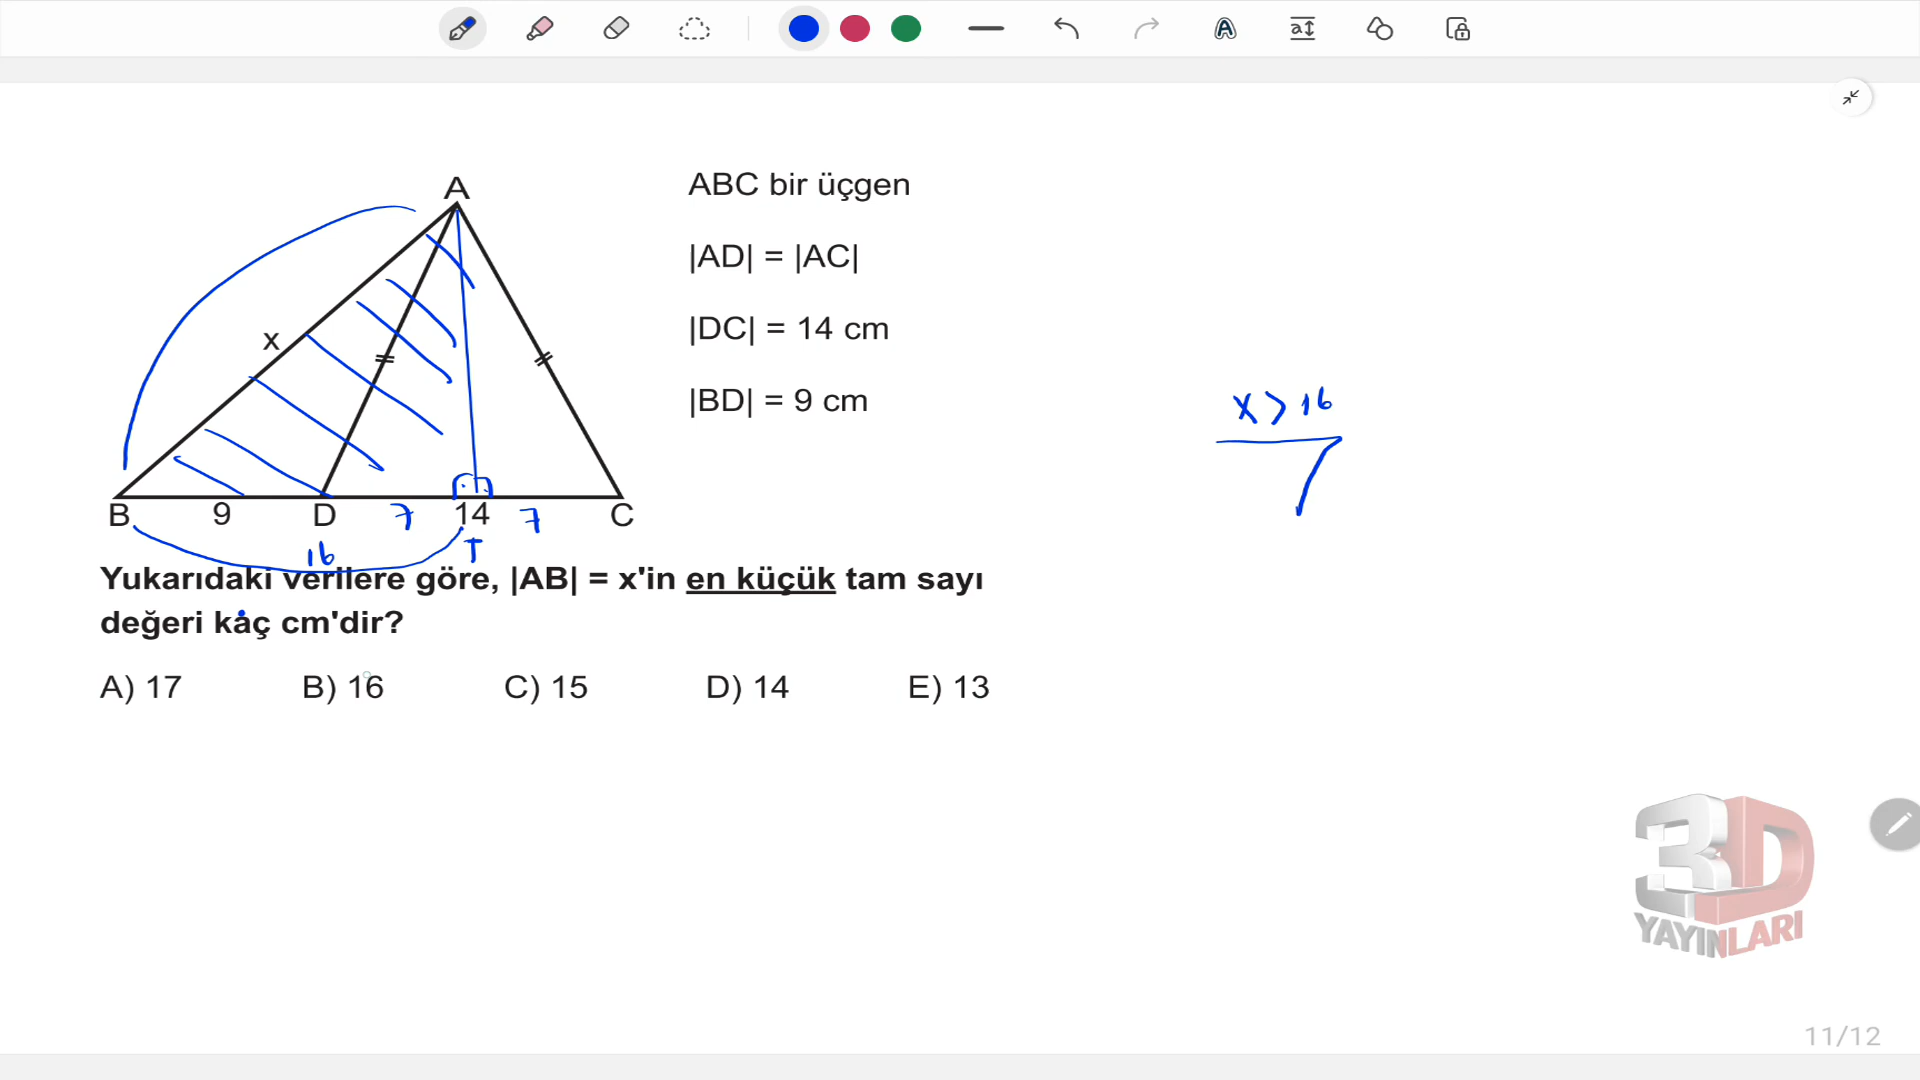 A
ABC bir üçgen
|AD| = |AC|
x
|DC| = 14 cm
|BD| = 9 cm
x > 16
B 9 D 7 14 7 C
16 T
Yukarıdaki verilere göre, |AB| = x'in en küçük tam sayı
değeri kaç cm'dir?
A) 17 B) 16 C) 15 D) 14 E) 13
3D
YAYINLARI
11/12